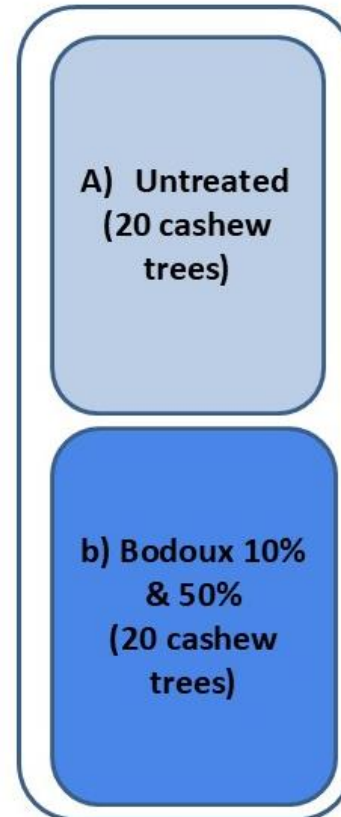 A) Untreated
(20 cashew
trees)
b) Bodoux 10%
& 50%
(20 cashew
trees)